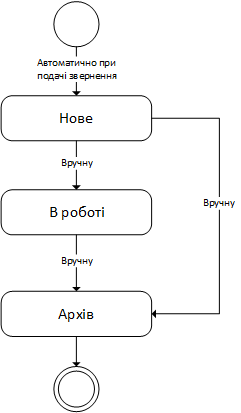 Автоматично при
подачі звернення
Нове
Вручну
Вручну
В роботі
Вручну
Архів